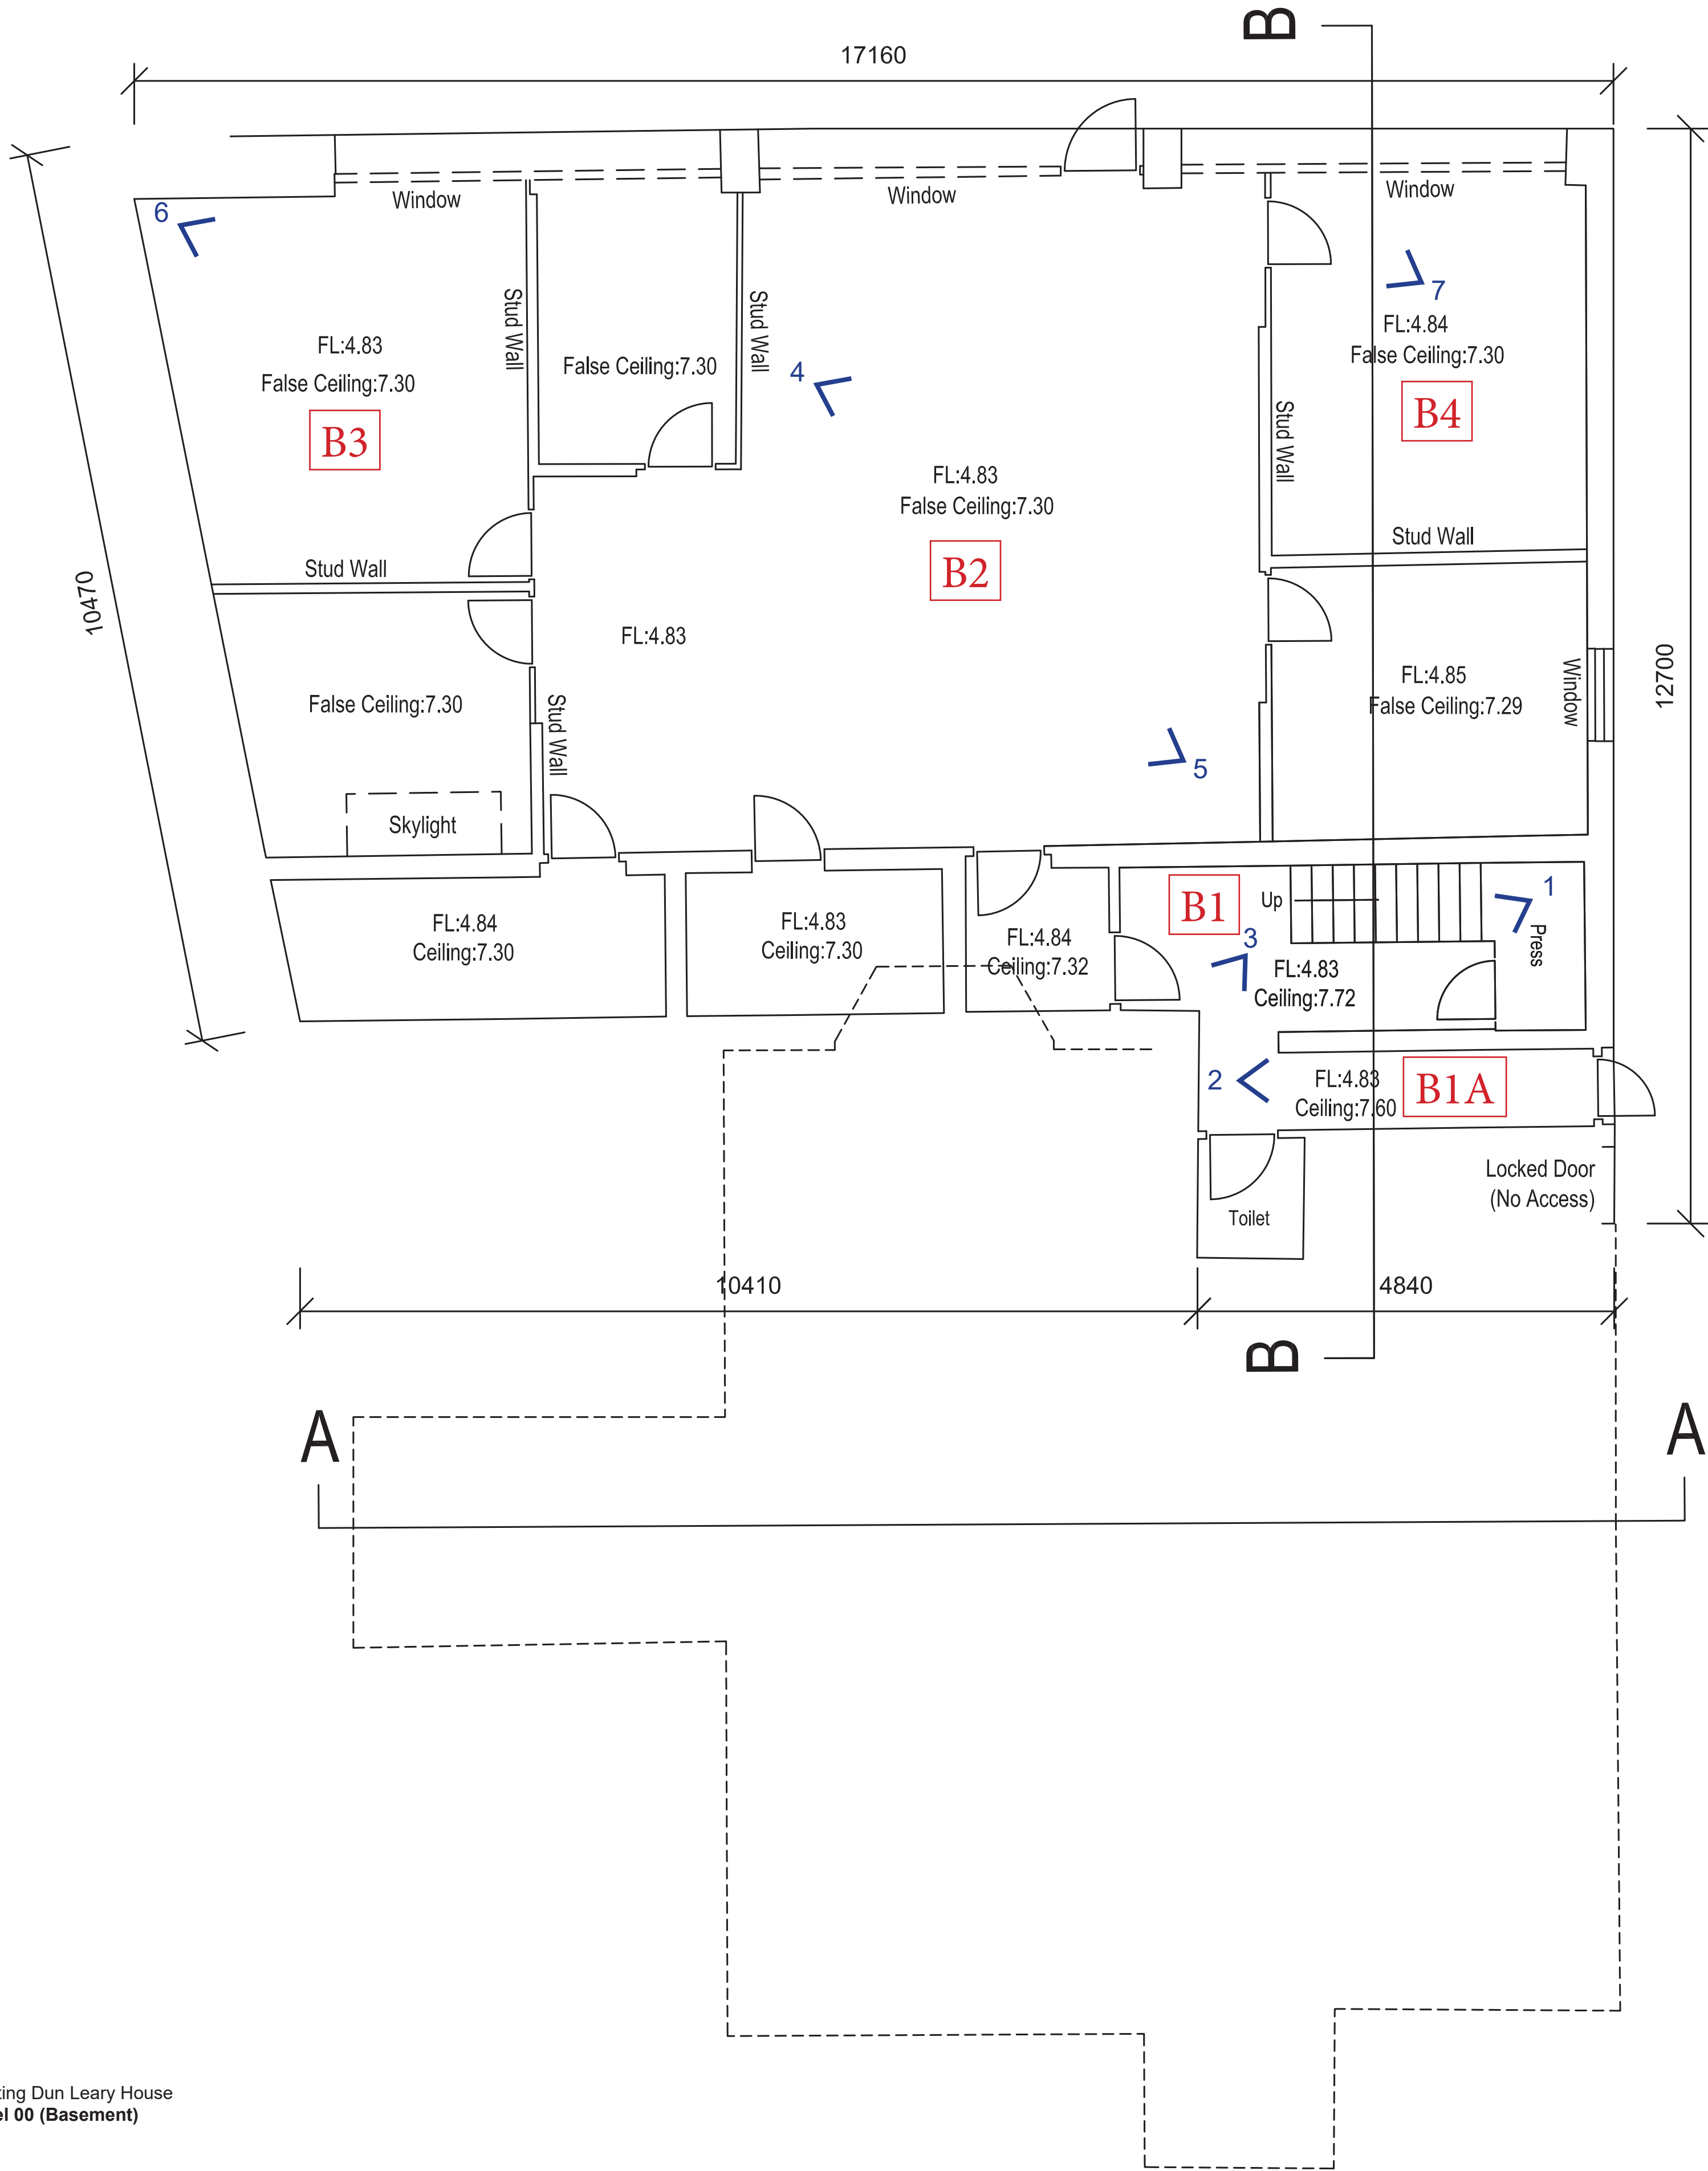 B
17160
Window
Window
Window
6
7
Stud Wall
Stud Wall
FL:4.83
False Ceiling:7.30
B3
False Ceiling:7.30
4
FL:4.84
False Ceiling:7.30
B4
Stud Wall
FL:4.83
False Ceiling:7.30
B2
Stud Wall
Stud Wall
10470
FL:4.83
12700
FL:4.85
False Ceiling:7.29
Window
False Ceiling:7.30
Stud Wall
5
Skylight
FL:4.84
Ceiling:7.30
FL:4.83
Ceiling:7.30
FL:4.84
Ceiling:7.32
B1
Up
1
Press
3
FL:4.83
Ceiling:7.72
2
FL:4.83
Ceiling:7.60
B1A
Locked Door
(No Access)
Toilet
10410
4840
B
A
A
ting Dun Leary House
el 00 (Basement)